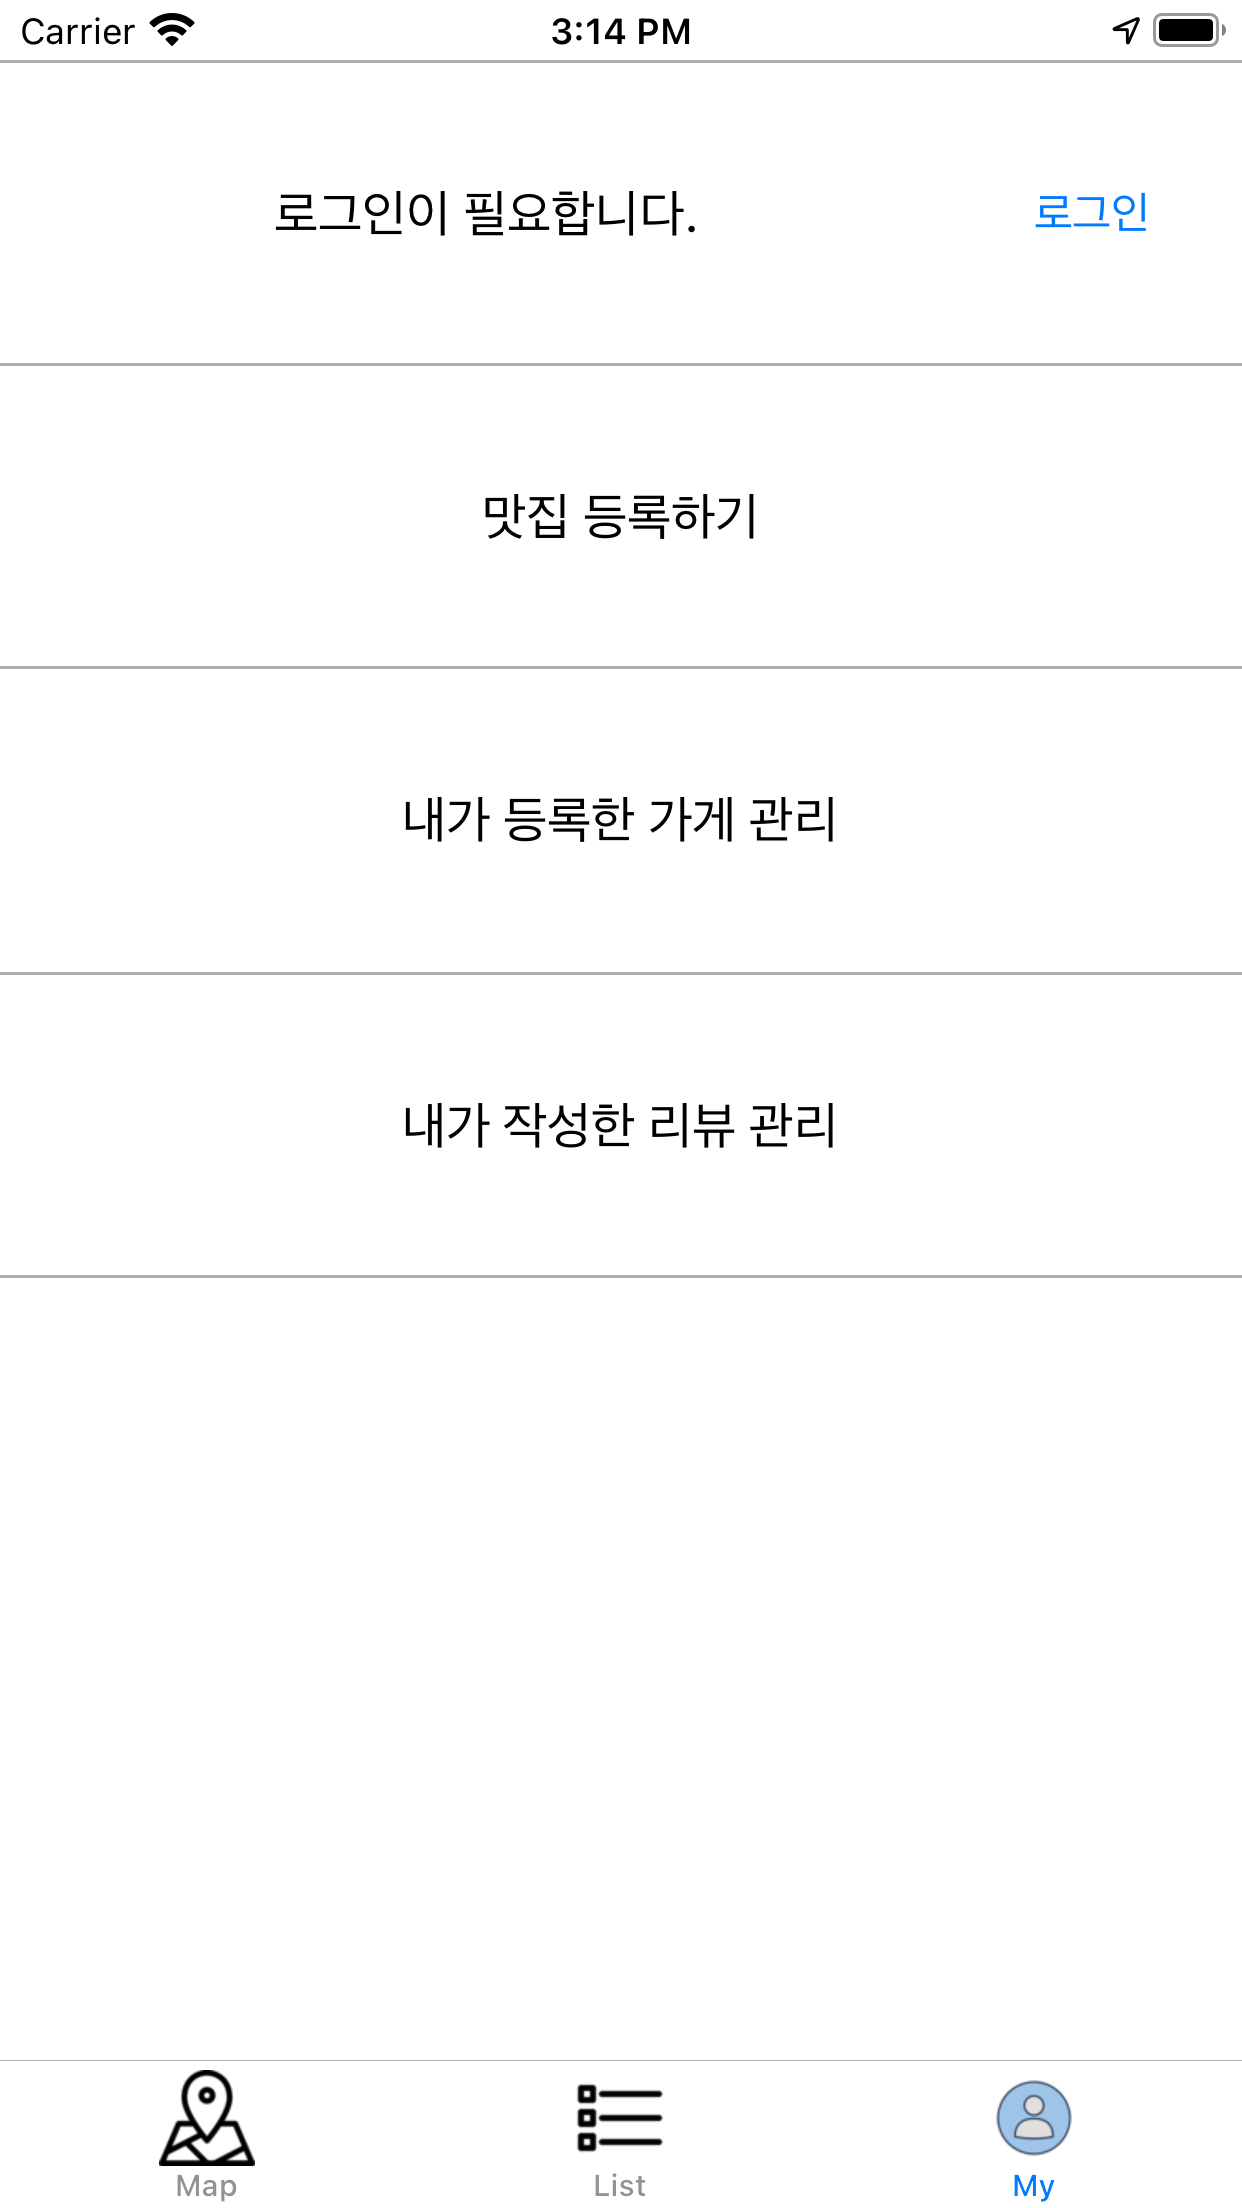 Carrier 3:14 PM
로그인이 필요합니다. 로그인
맛집 등록하기
내가 등록한 가게 관리
내가 작성한 리뷰 관리
Map List My